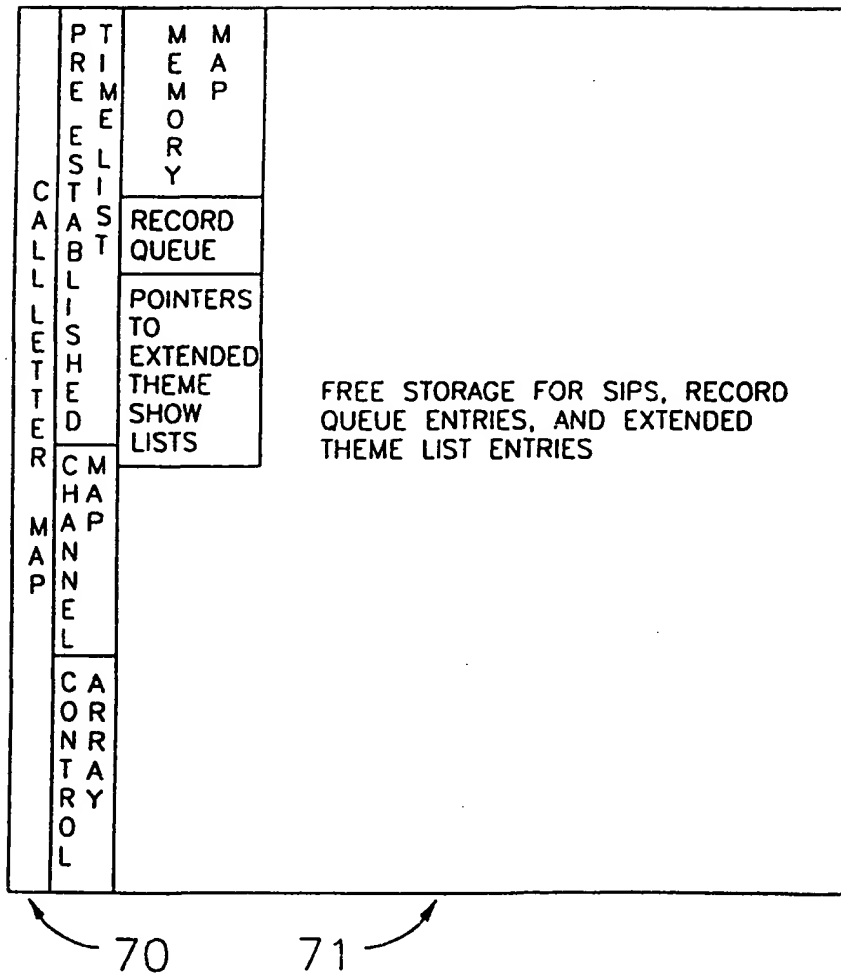 CALL LETTER MAP
PRE ESTABLISHED
TIME LIST
CHANNEL
MAP
CONTROL
ARRAY
MEMORY
MAP
RECORD
QUEUE
POINTERS
TO
EXTENDED
THEME
SHOW
LISTS
FREE STORAGE FOR SIPS, RECORD
QUEUE ENTRIES, AND EXTENDED
THEME LIST ENTRIES
70
71